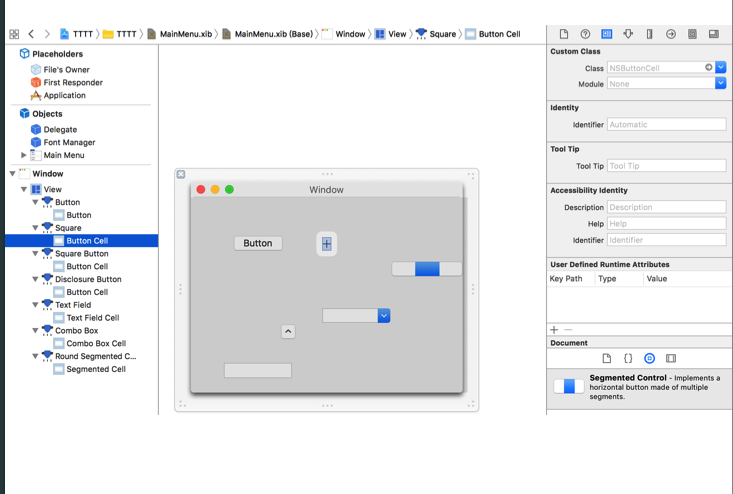 TTTT TTTT MainMenu.xib MainMenu.xib (Base) Window View Square Button Cell
Placeholders
File's Owner
First Responder
Application
Objects
Delegate
Font Manager
Main Menu
Window
View
Button
Button
Square
Button Cell
Square Button
Button Cell
Disclosure Button
Button Cell
Text Field
Text Field Cell
Combo Box
Combo Box Cell
Round Segmented C...
Segmented Cell
Window
Button
Custom Class
Class NSButtonCell
Module None
Identity
Identifier Automatic
Tool Tip
Tool Tip Tool Tip
Accessibility Identity
Description Description
Help Help
Identifier Identifier
User Defined Runtime Attributes
Key Path Type Value
Document
Segmented Control - Implements a
horizontal button made of multiple
segments.